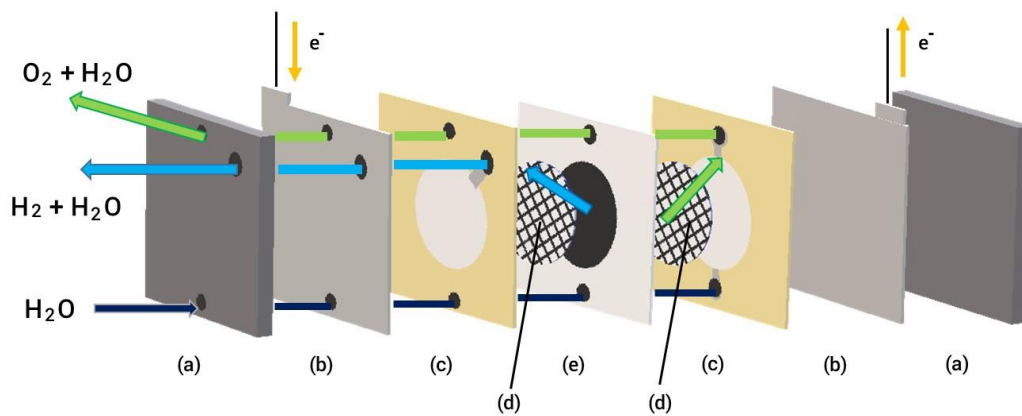 e⁻
e⁻
O₂ + H₂O
H₂ + H₂O
H₂O
(a)
(b)
(c)
(e)
(c)
(b)
(a)
(d)
(d)